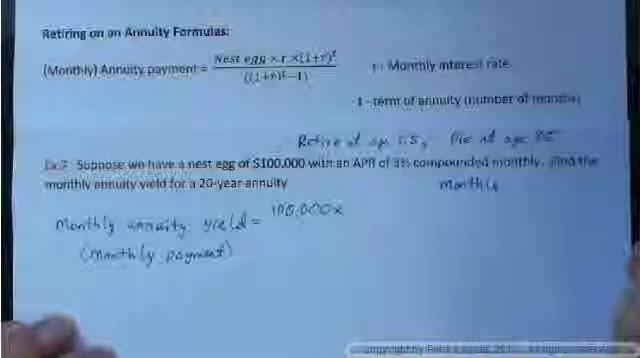 Retiring on an Annuity Formulas:
(Monthly) Annuity payment = Nest egg × r ×(1+r)^t
((1+r)^t−1)
r - Monthly interest rate
t - term of annuity (number of months)
Retire at age 65, Die at age 85
Ex.2 Suppose we have a nest egg of $100,000 with an APR of 3% compounded monthly. Find the
monthly annuity yield for a 20-year annuity
months
Monthly annuity yield = 100,000×
(Monthly payment)